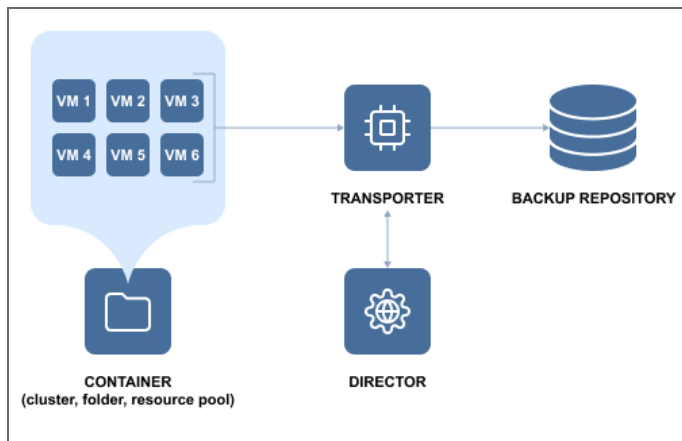 VM 1
VM 2
VM 3
VM 4
VM 5
VM 6
TRANSPORTER
BACKUP REPOSITORY
CONTAINER
(cluster, folder, resource pool)
DIRECTOR